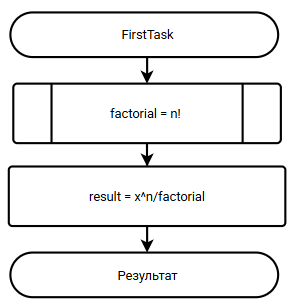 FirstTask
factorial = n!
result = x^n/factorial
Результат